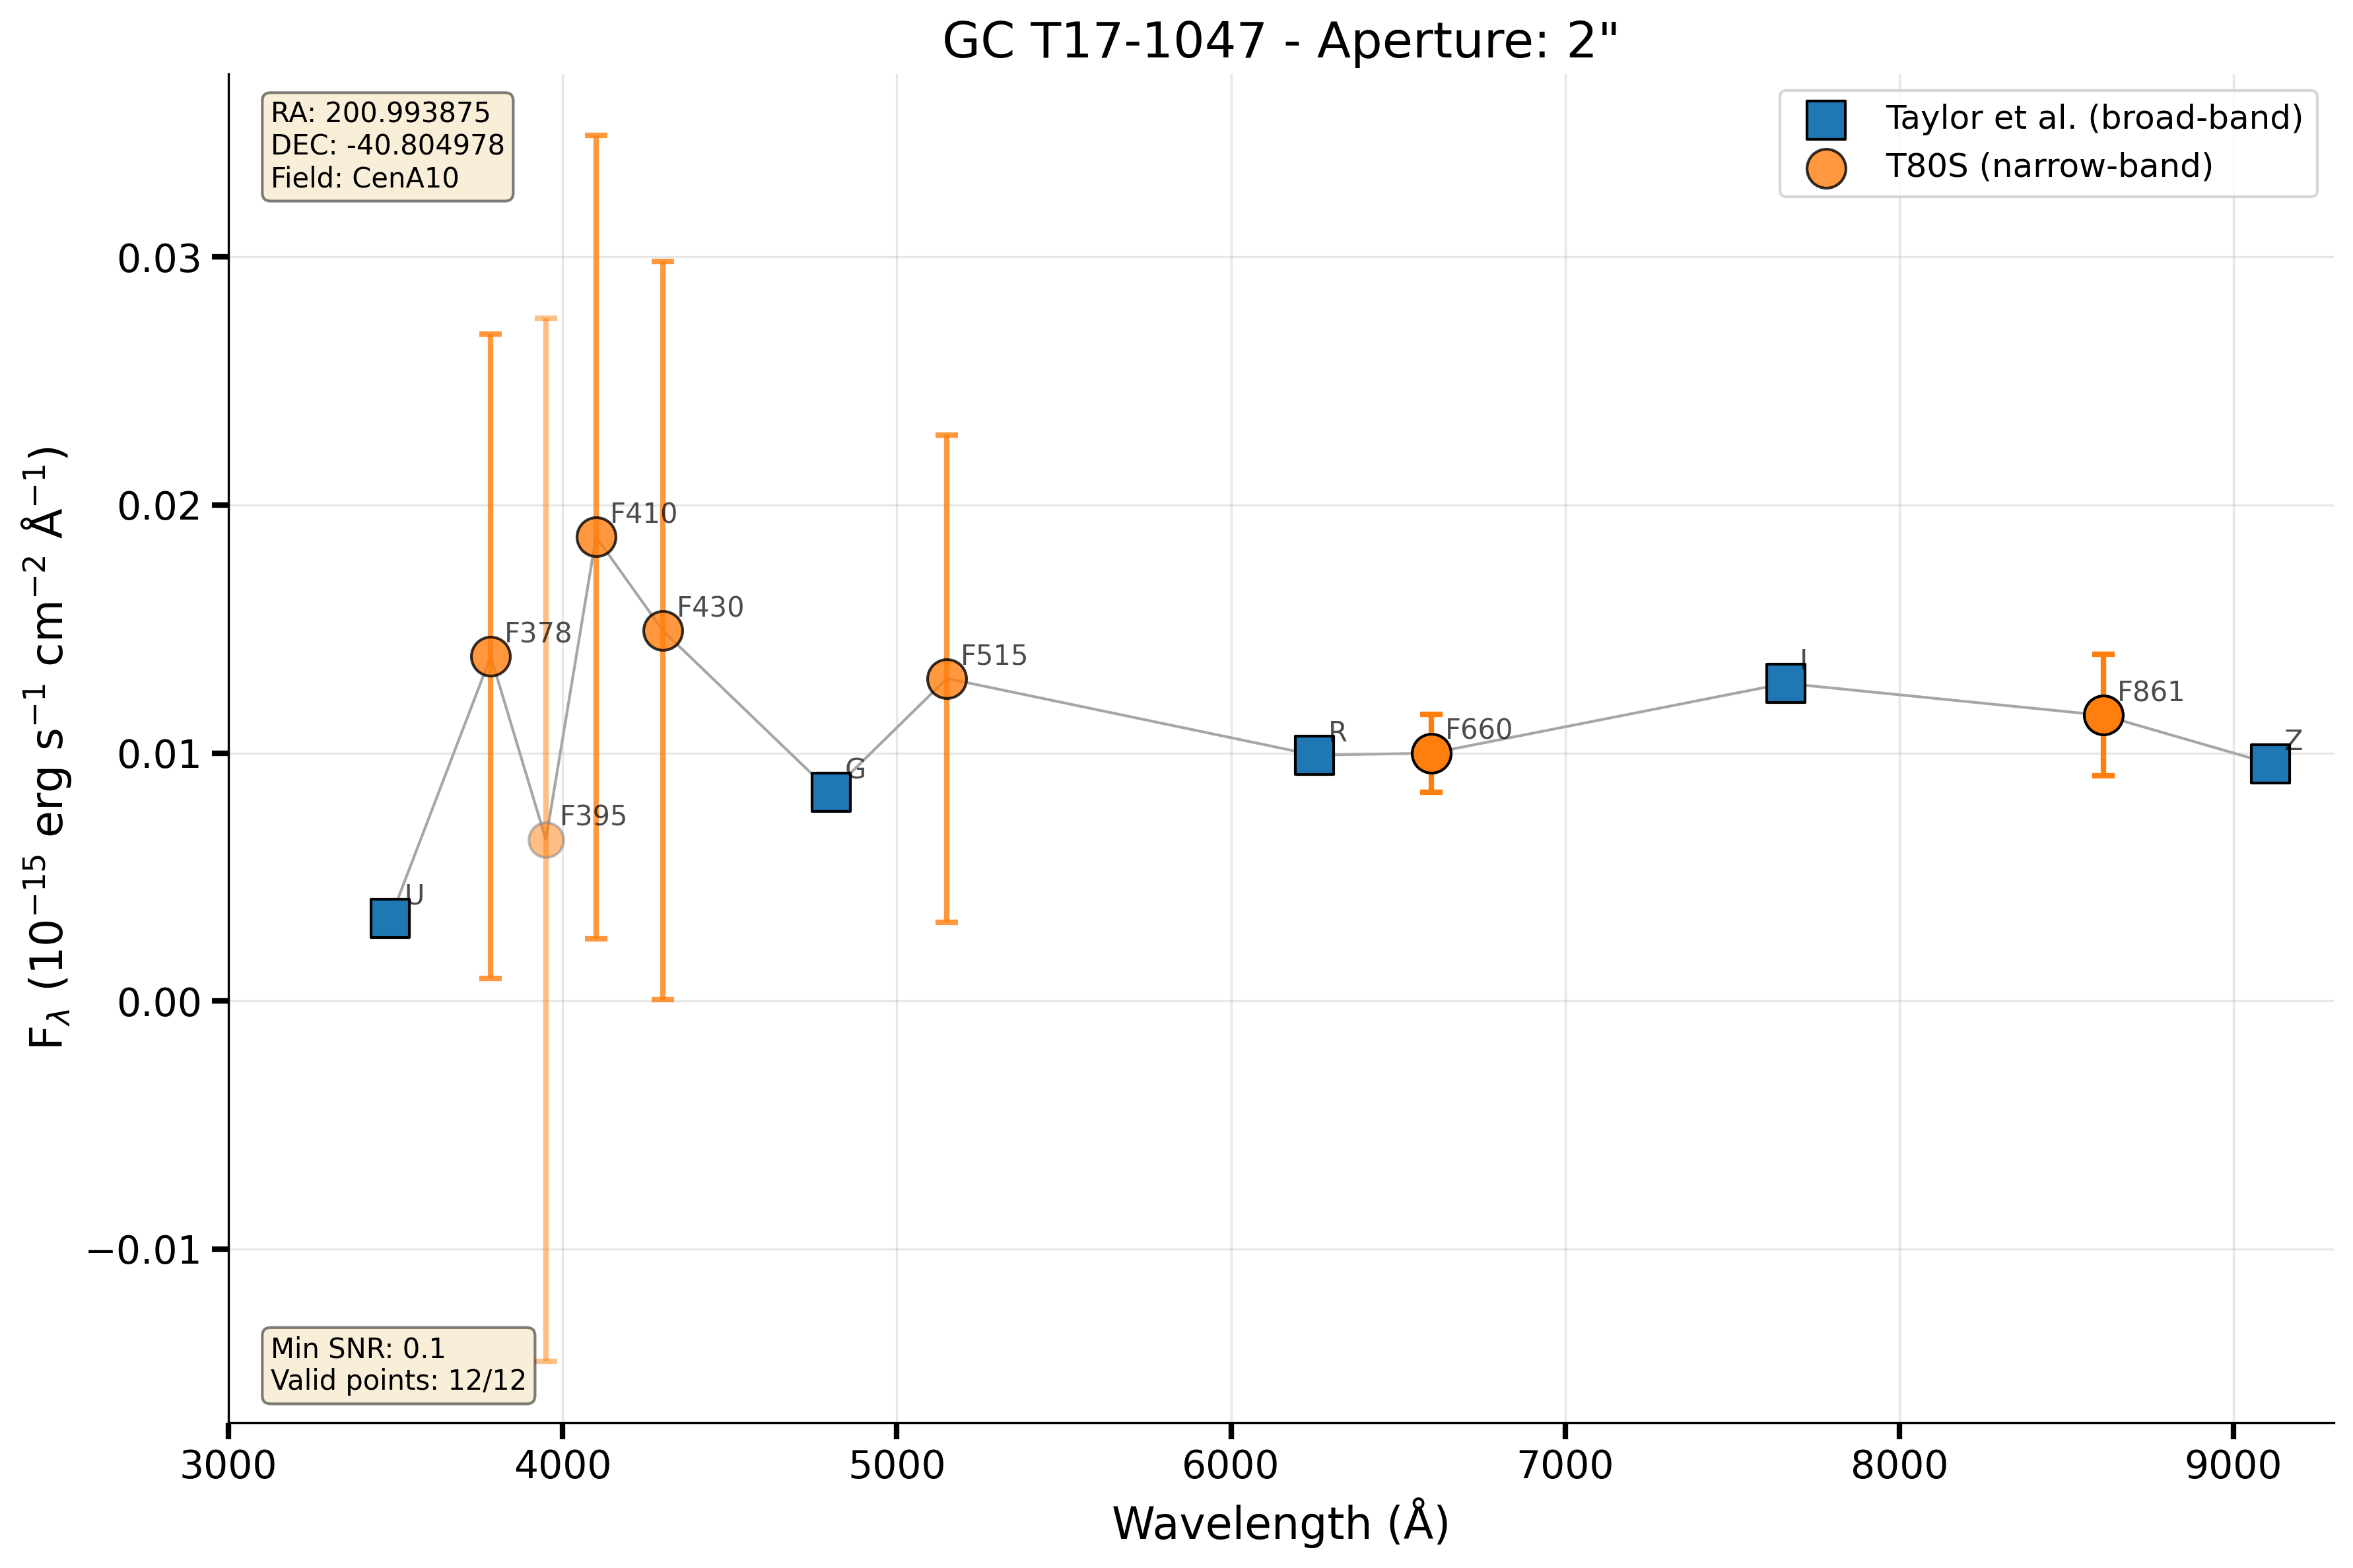 GC T17-1047 - Aperture: 2"
RA: 200.993875
DEC: -40.804978
Field: CenA10
Taylor et al. (broad-band)
T80S (narrow-band)
F_λ (10⁻¹⁵ erg s⁻¹ cm⁻² Å⁻¹)
0.03
0.02
0.01
0.00
−0.01
U
F378
F395
F410
F430
G
F515
R
F660
I
F861
Z
Min SNR: 0.1
Valid points: 12/12
3000 4000 5000 6000 7000 8000 9000
Wavelength (Å)